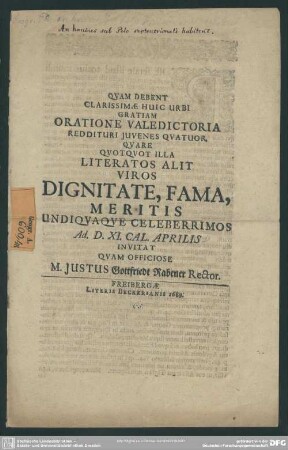 An homines sub Polo septentrionali habitent.
QVAM DEBENT
CLARISSIMÆ HUIC URBI
GRATIAM
ORATIONE VALEDICTORIA
REDDITURI JUVENES QVATUOR,
QVARE
QVOTQVOT ILLA
LITERATOS ALIT
VIROS
DIGNITATE, FAMA,
MERITIS
UNDIQVAQVE CELEBERRIMOS
Ad. D. XI. CAL. APRILIS
INVITAT
QVAM OFFICIOSE
M. JUSTUS Gottfriedt Rabener Rector.
FREIBERGÆ
LITERIS BECKERIANIS
DFG